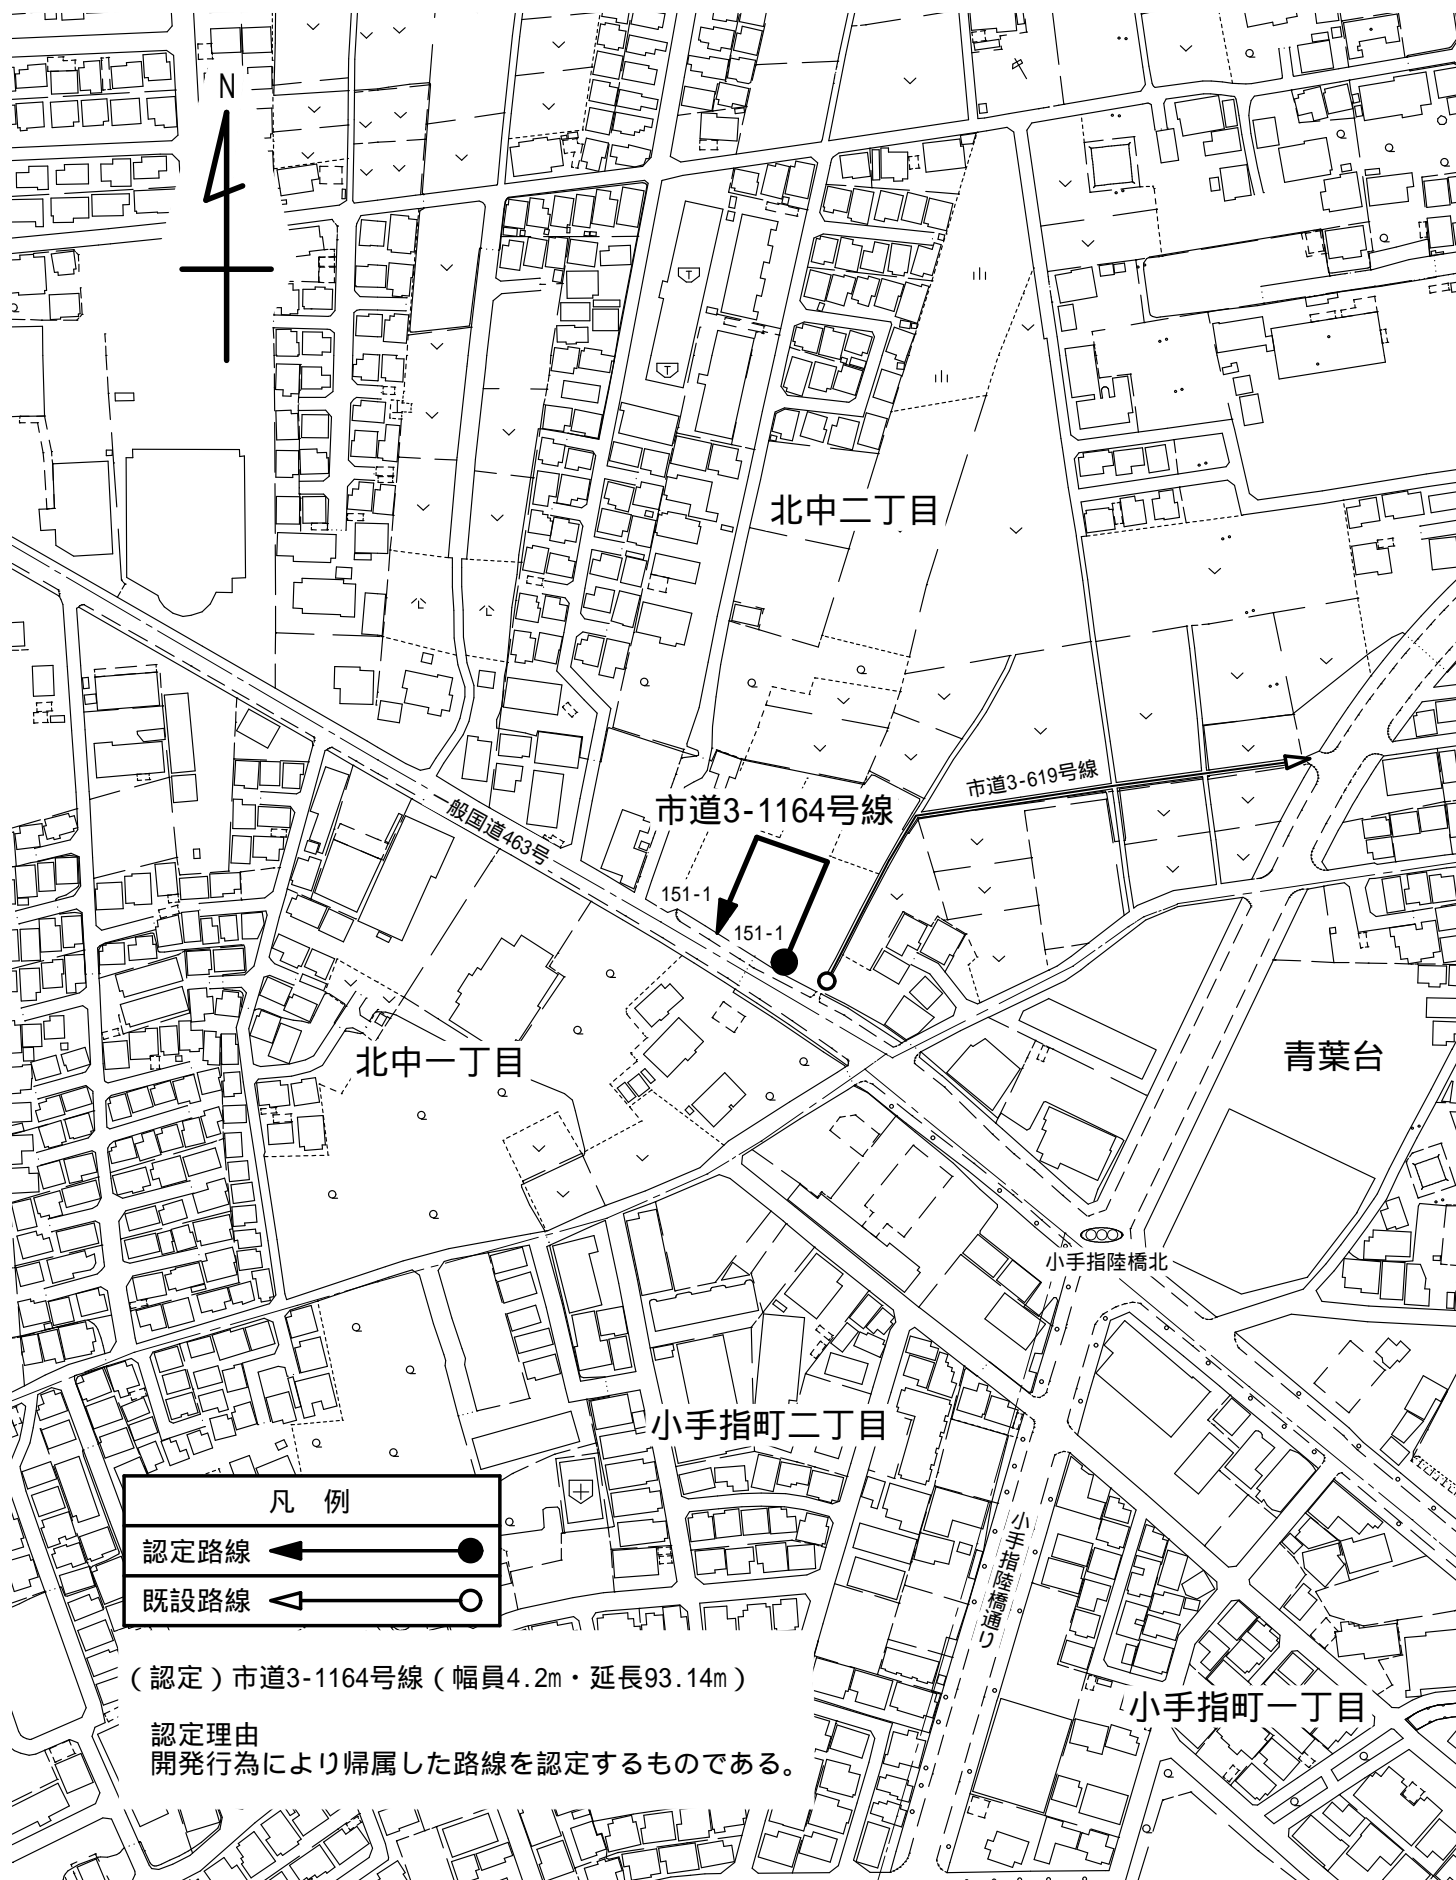 N
北中二丁目
市道3-619号線
市道3-1164号線
般国道463号
151-1
151-1
北中一丁目
青葉台
小手指陸橋北
小手指町二丁目
小手指陸橋通り
小手指町一丁目
凡 例
認定路線
既設路線
(認定)市道3-1164号線(幅員4.2m・延長93.14m)
認定理由
開発行為により帰属した路線を認定するものである。